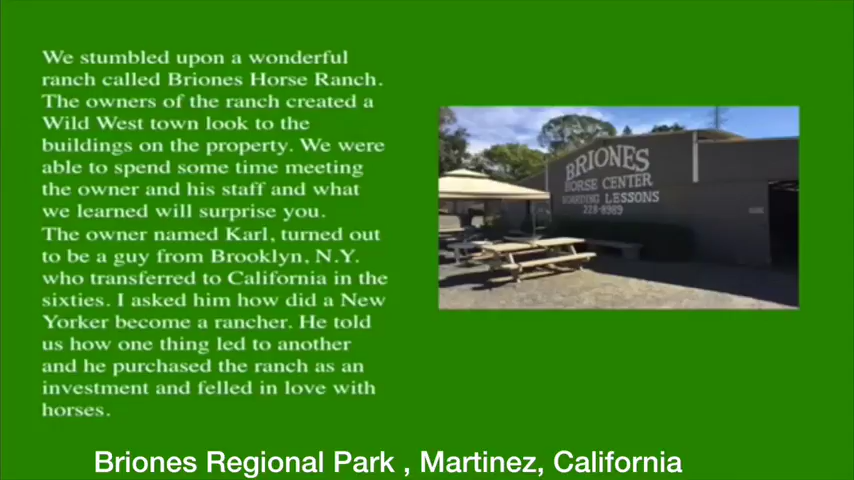 We stumbled upon a wonderful
ranch called Briones Horse Ranch.
The owners of the ranch created a
Wild West town look to the
buildings on the property. We were
able to spend some time meeting
the owner and his staff and what
we learned will surprise you.
The owner named Karl, turned out
to be a guy from Brooklyn, N.Y.
who transferred to California in the
sixties. I asked him how did a New
Yorker become a rancher. He told
us how one thing led to another
and he purchased the ranch as an
investment and felled in love with
horses.
BRIONES
HORSE CENTER
BOARDING LESSONS
228-8989
Briones Regional Park , Martinez, California